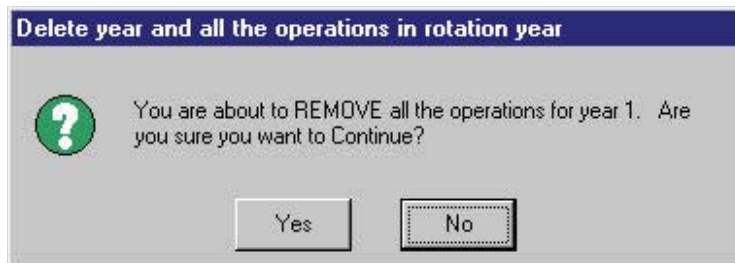 Delete year and all the operations in rotation year
You are about to REMOVE all the operations for year 1. Are
you sure you want to Continue?
Yes No